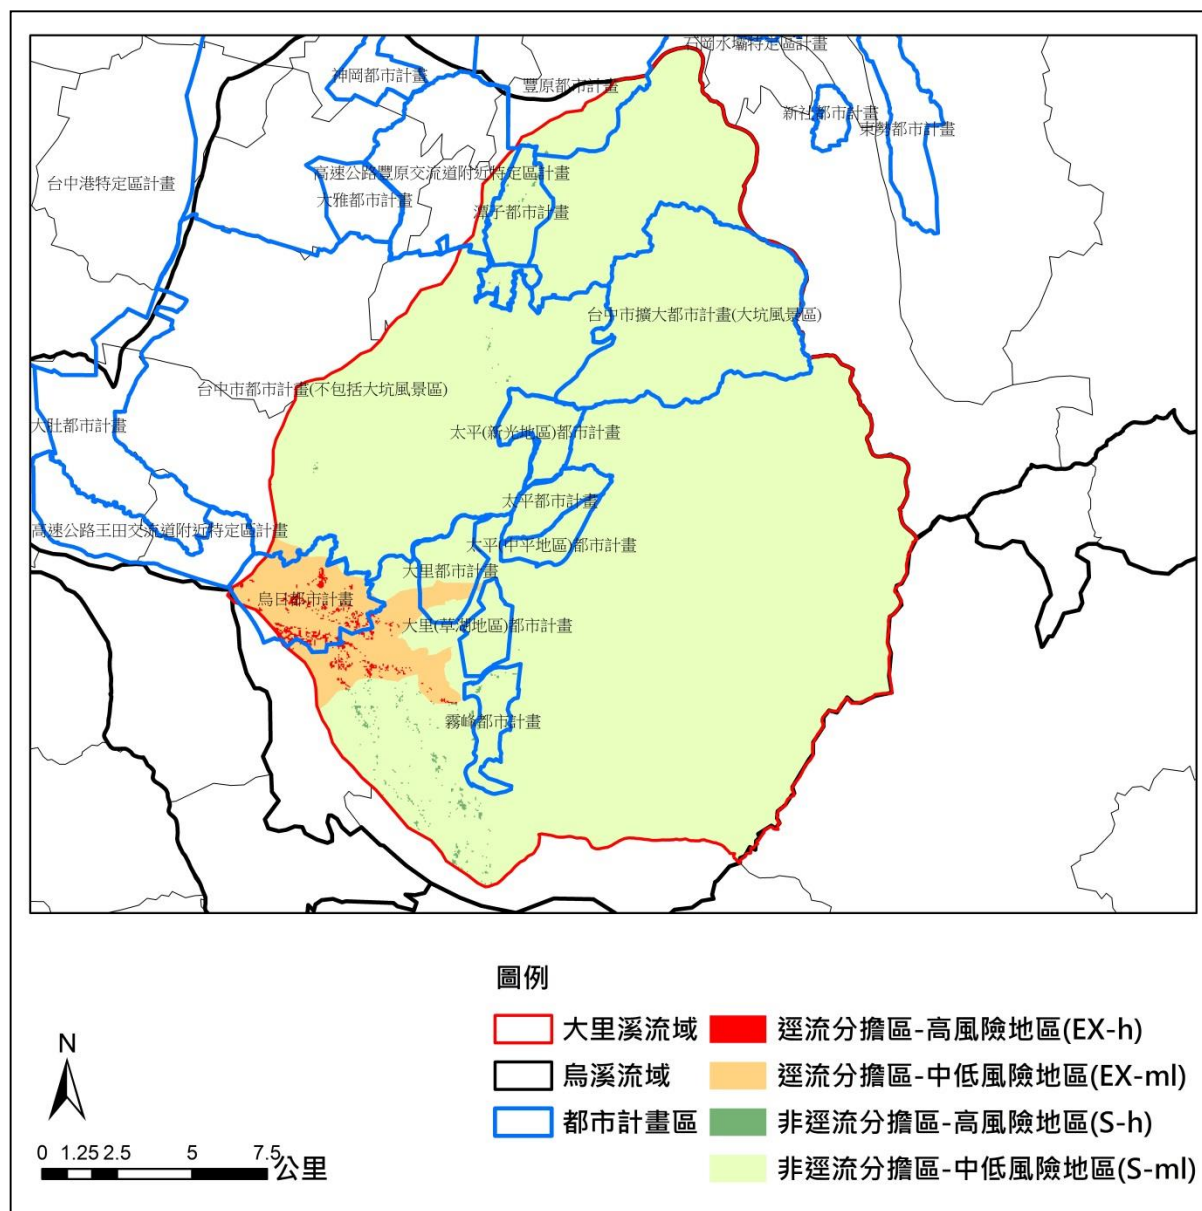 石岡水壩特定區計畫
神岡都市計畫
豐原都市計畫
新社都市計畫
東勢都市計畫
高速公路豐原交流道附近特定區計畫
台中港特定區計畫
大雅都市計畫
潭子都市計畫
台中市擴大都市計畫(大坑風景區)
台中市都市計畫(不包括大坑風景區)
大肚都市計畫
太平(新光地區)都市計畫
太平都市計畫
高速公路王田交流道附近特定區計畫
太平(中平地區)都市計畫
大里都市計畫
烏日都市計畫
大里(草湖地區)都市計畫
霧峰都市計畫
圖例
大里溪流域
逕流分擔區-高風險地區(EX-h)
烏溪流域
逕流分擔區-中低風險地區(EX-ml)
都市計畫區
非逕流分擔區-高風險地區(S-h)
非逕流分擔區-中低風險地區(S-ml)
N
0 1.25 2.5 5 7.5
公里